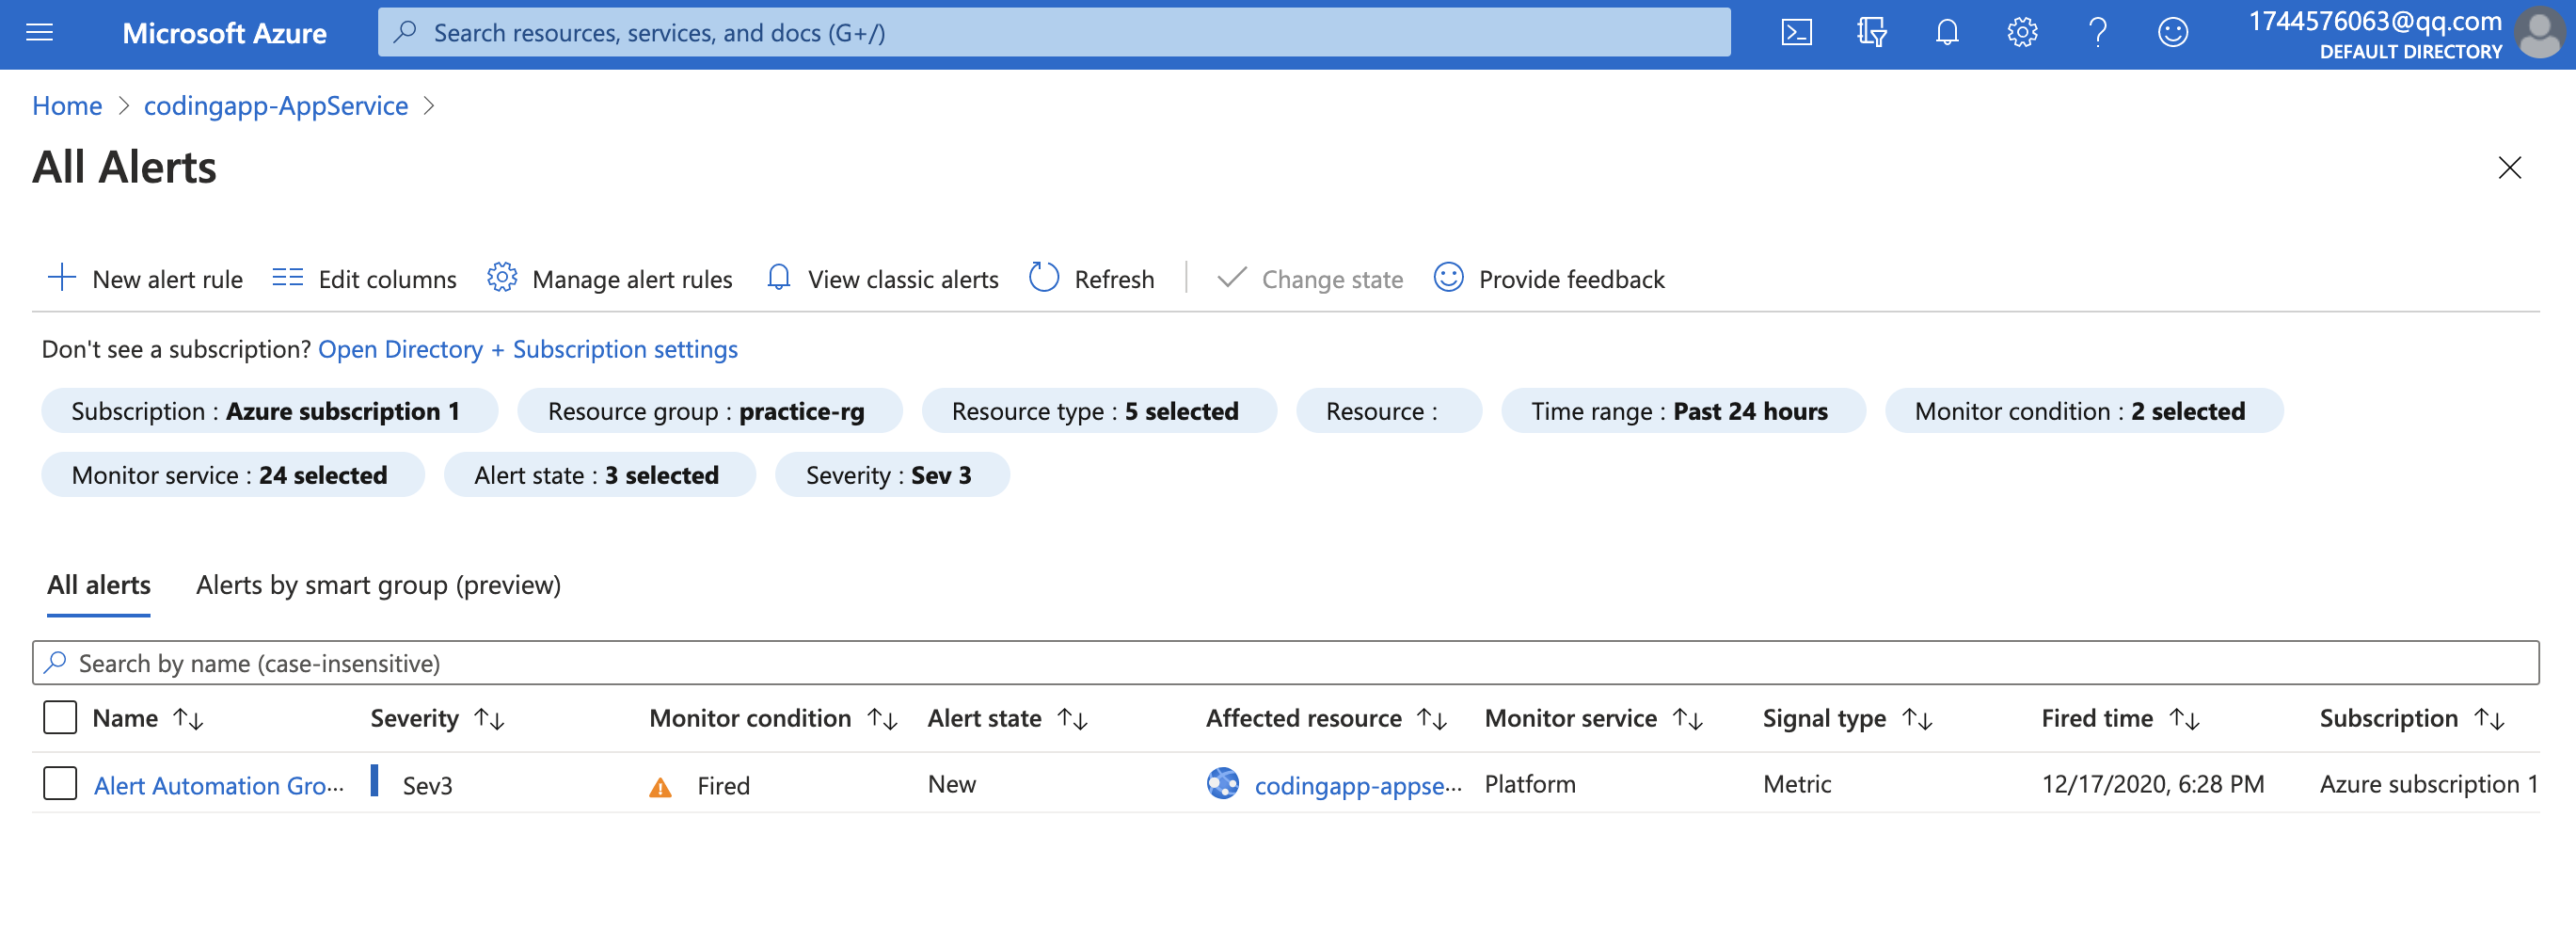 Microsoft Azure
Search resources, services, and docs (G+/)
1744576063@qq.com
DEFAULT DIRECTORY
Home > codingapp-AppService >
All Alerts
New alert rule Edit columns Manage alert rules View classic alerts Refresh Change state Provide feedback
Don't see a subscription? Open Directory + Subscription settings
Subscription : Azure subscription 1 Resource group : practice-rg Resource type : 5 selected Resource : Time range : Past 24 hours Monitor condition : 2 selected
Monitor service : 24 selected Alert state : 3 selected Severity : Sev 3
All alerts Alerts by smart group (preview)
Search by name (case-insensitive)
Name Severity Monitor condition Alert state Affected resource Monitor service Signal type Fired time Subscription
Alert Automation Gro... Sev3 Fired New codingapp-appse... Platform Metric 12/17/2020, 6:28 PM Azure subscription 1